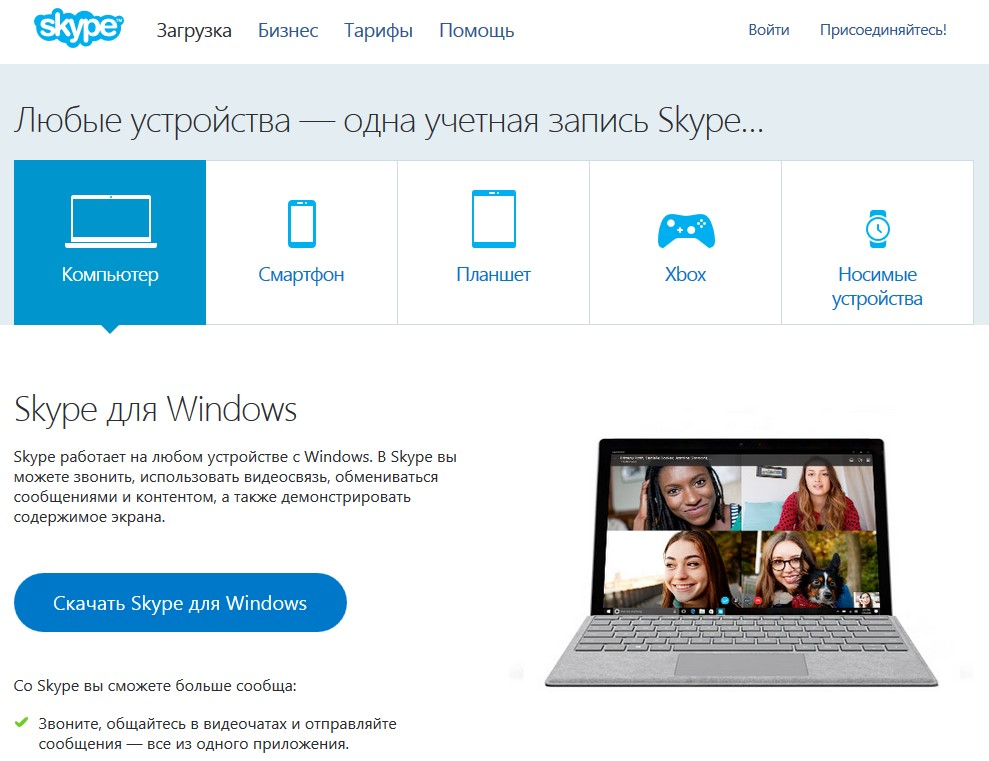 skype™ Загрузка Бизнес Тарифы Помощь Войти Присоединяйтесь!
Любые устройства — одна учетная запись Skype...
Компьютер Смартфон Планшет Xbox Носимые
устройства
Skype для Windows
Skype работает на любом устройстве с Windows. В Skype вы
можете звонить, использовать видеосвязь, обмениваться
сообщениями и контентом, а также демонстрировать
содержимое экрана.
Скачать Skype для Windows
Со Skype вы сможете больше сообща:
Звоните, общайтесь в видеочатах и отправляйте
сообщения — все из одного приложения.